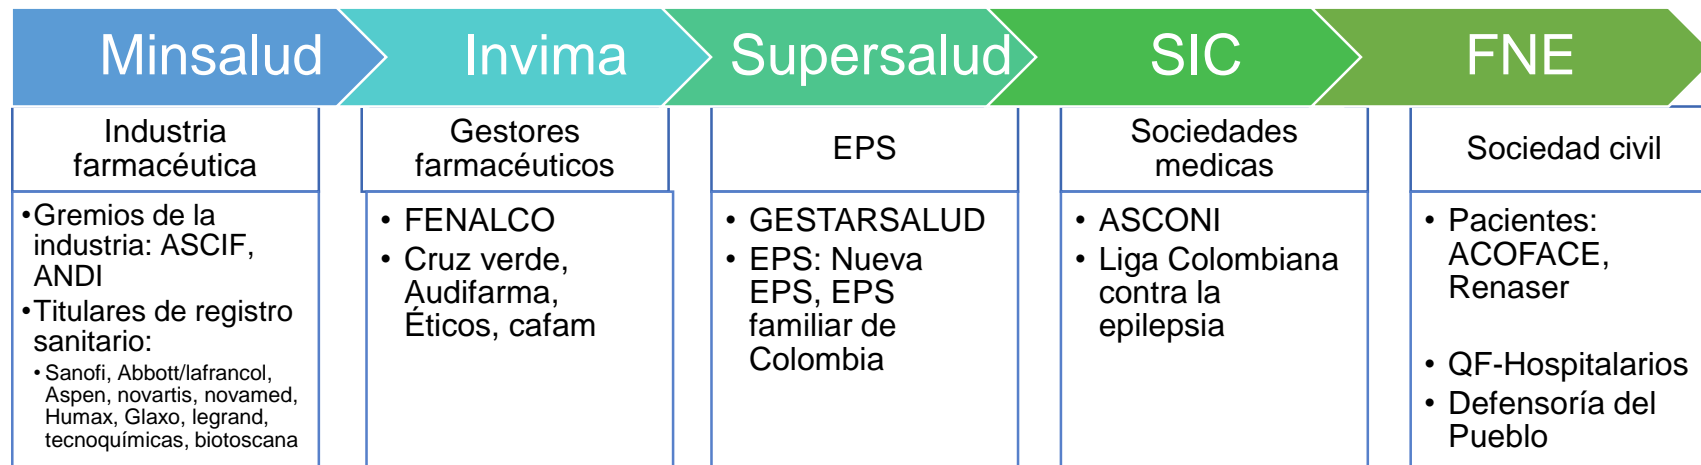 Minsalud
Invima
Supersalud
SIC
FNE
Industria
farmacéutica
•Gremios de la
industria: ASCIF,
ANDI
•Titulares de registro
sanitario:
• Sanofi, Abbott/lafrancol,
Aspen, novartis, novamed,
Humax, Glaxo, legrand,
tecnoquímicas, biotoscana
Gestores
farmacéuticos
• FENALCO
• Cruz verde,
Audifarma,
Éticos, cafam
EPS
• GESTARSALUD
• EPS: Nueva
EPS, EPS
familiar de
Colombia
Sociedades
medicas
• ASCONI
• Liga Colombiana
contra la
epilepsia
Sociedad civil
• Pacientes:
ACOFACE,
Renaser
• QF-Hospitalarios
• Defensoría del
Pueblo